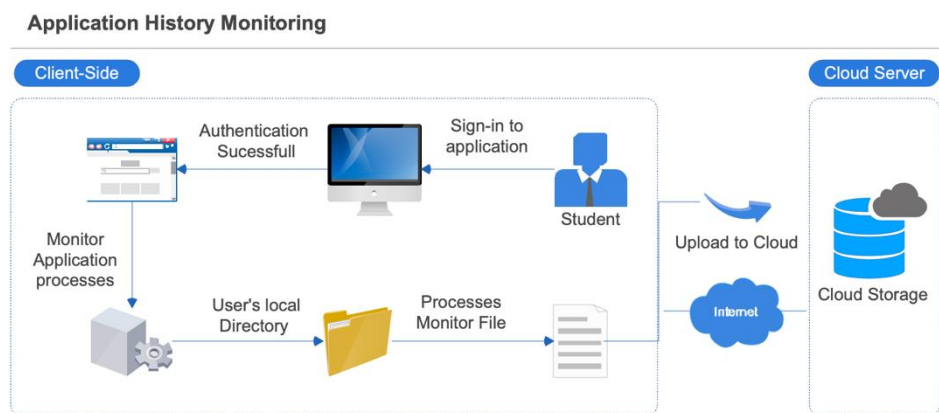 Application History Monitoring
Client-Side
Cloud Server
Authentication
Sucessfull
Sign-in to
application
Student
Monitor
Application
processes
User's local
Directory
Processes
Monitor File
Upload to Cloud
Internet
Cloud Storage